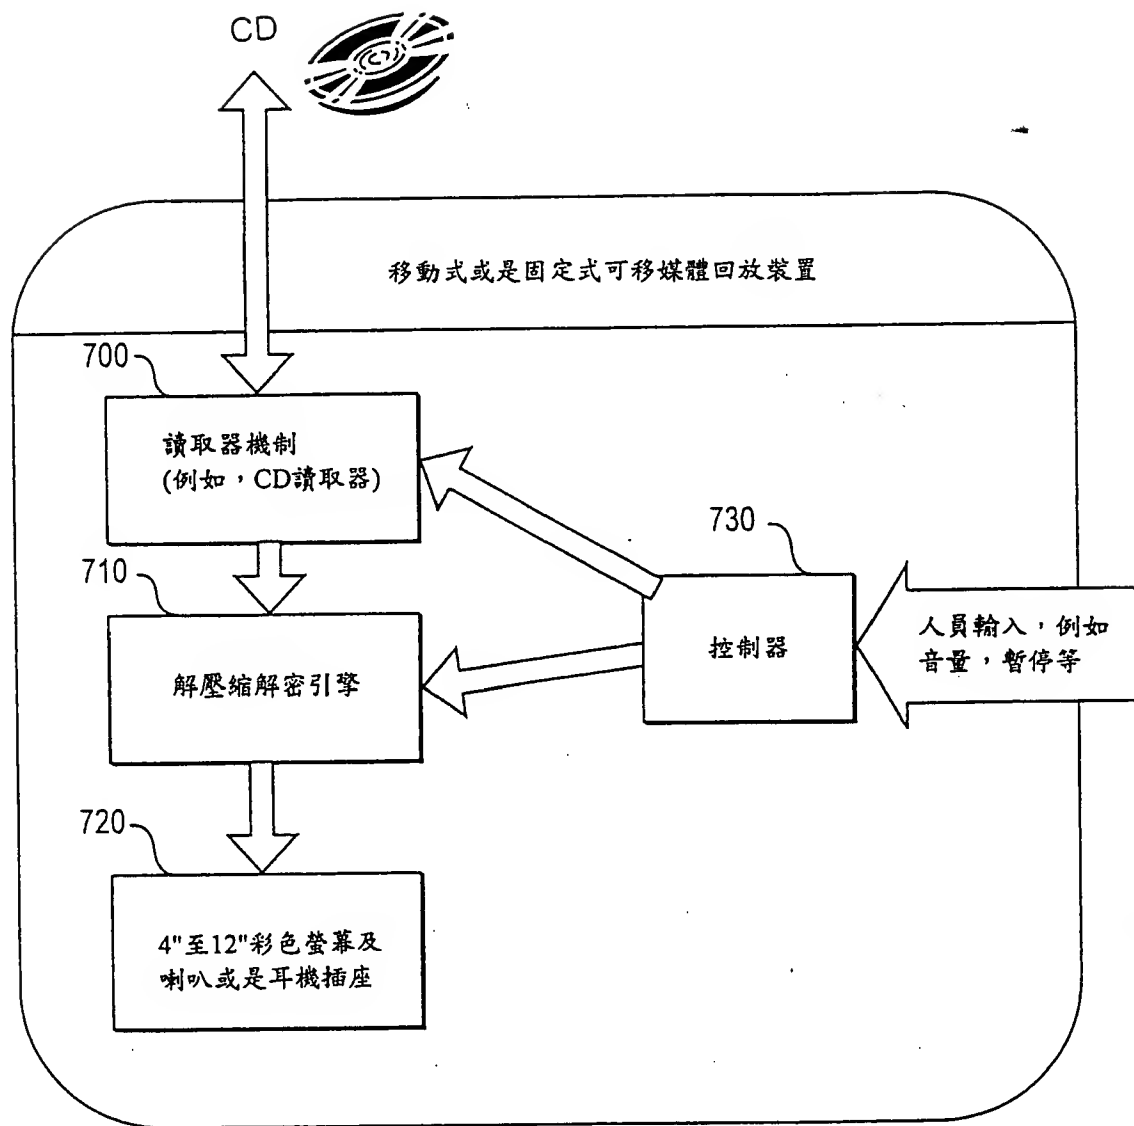 CD
移動式或是固定式可移媒體回放裝置
700
讀取器機制
(例如，CD讀取器)
730
710
人員輸入，例如
音量，暫停等
控制器
解壓縮解密引擎
720
4"至12"彩色螢幕及
喇叭或是耳機插座